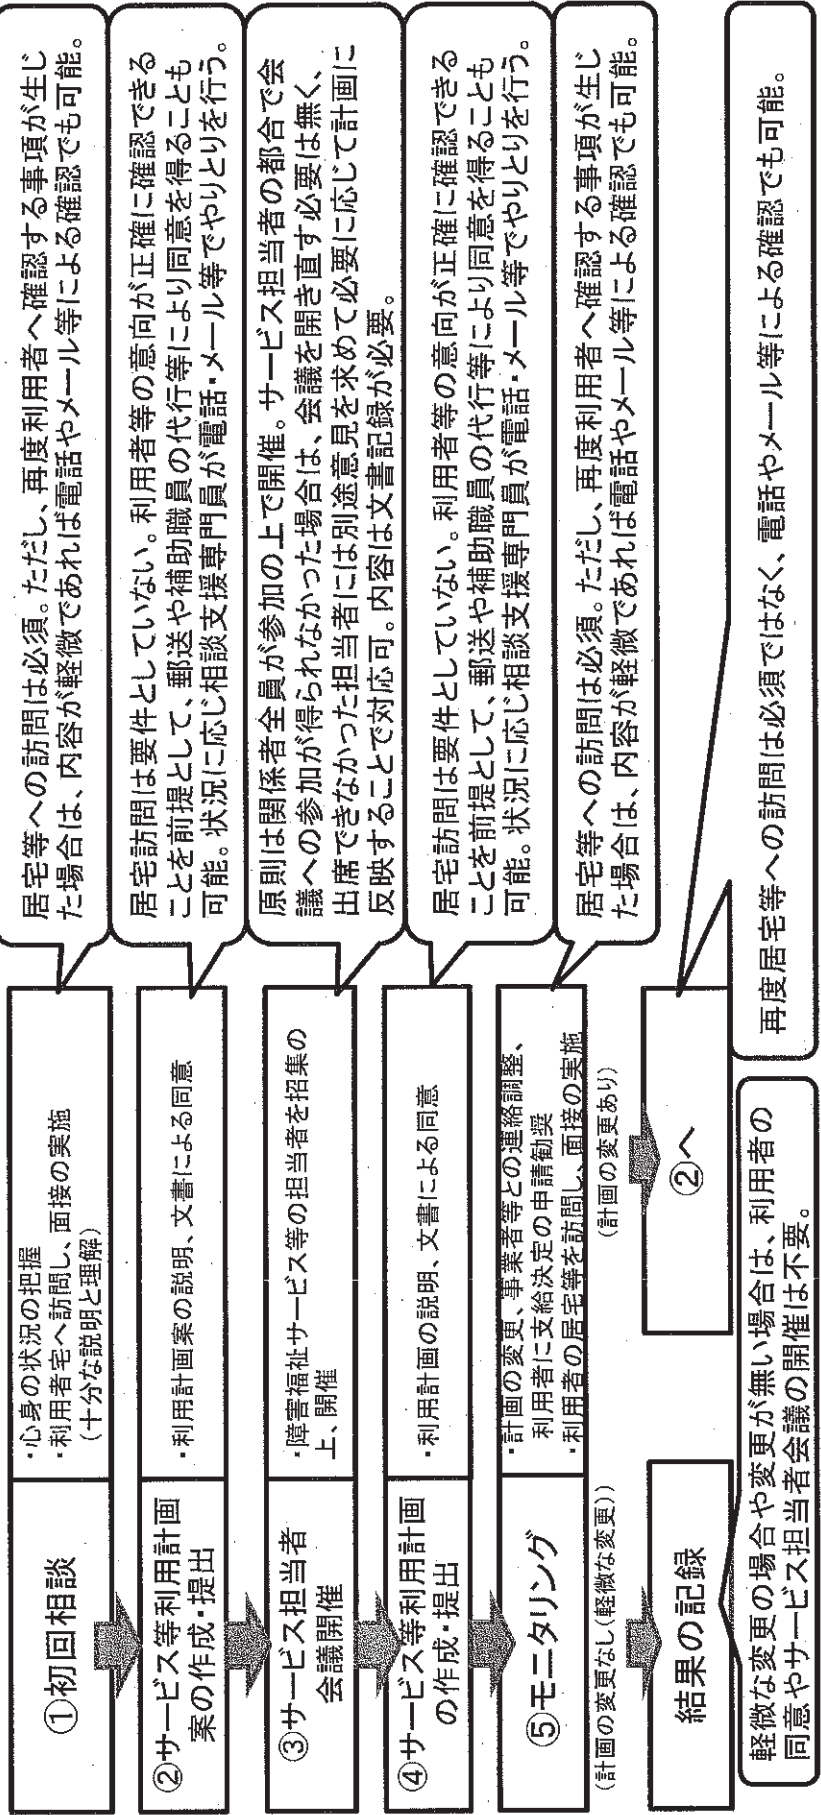 ①初回相談
・心身の状況の把握
・利用者宅へ訪問し、面接の実施
（十分な説明と理解）
居宅等への訪問は必須。ただし、再度利用者へ確認する事項が生じ
た場合は、内容が軽微であれば電話やメール等による確認でも可能。
②サービス等利用計画
案の作成・提出
・利用計画案の説明、文書による同意
居宅訪問は要件としていない。利用者等の意向が正確に確認できる
ことを前提として、郵送や補助職員の代行等により同意を得ることも
可能。状況に応じ相談支援専門員が電話・メール等でやりとりを行う。
③サービス担当者
会議開催
・障害福祉サービス等の担当者を招集の
上、開催
原則は関係者全員が参加の上で開催。サービス担当者の都合で会
議への参加が得られなかった場合は、会議を開き直す必要は無く、
出席できなかった担当者には別途意見を求めて必要に応じて計画に
反映することで対応可。内容は文書記録が必要。
④サービス等利用計画
の作成・提出
・利用計画の説明、文書による同意
居宅訪問は要件としていない。利用者等の意向が正確に確認できる
ことを前提として、郵送や補助職員の代行等により同意を得ることも
可能。状況に応じ相談支援専門員が電話・メール等でやりとりを行う。
⑤モニタリング
・計画の変更、事業者等との連絡調整、
利用者に支給決定の申請勧奨
・利用者の居宅等を訪問し、面接の実施
居宅等への訪問は必須。ただし、再度利用者へ確認する事項が生じ
た場合は、内容が軽微であれば電話やメール等による確認でも可能。
（計画の変更なし（軽微な変更））
（計画の変更あり）
結果の記録
②へ
軽微な変更の場合や変更が無い場合は、利用者の
同意やサービス担当者会議の開催は不要。
再度居宅等への訪問は必須ではなく、電話やメール等による確認でも可能。